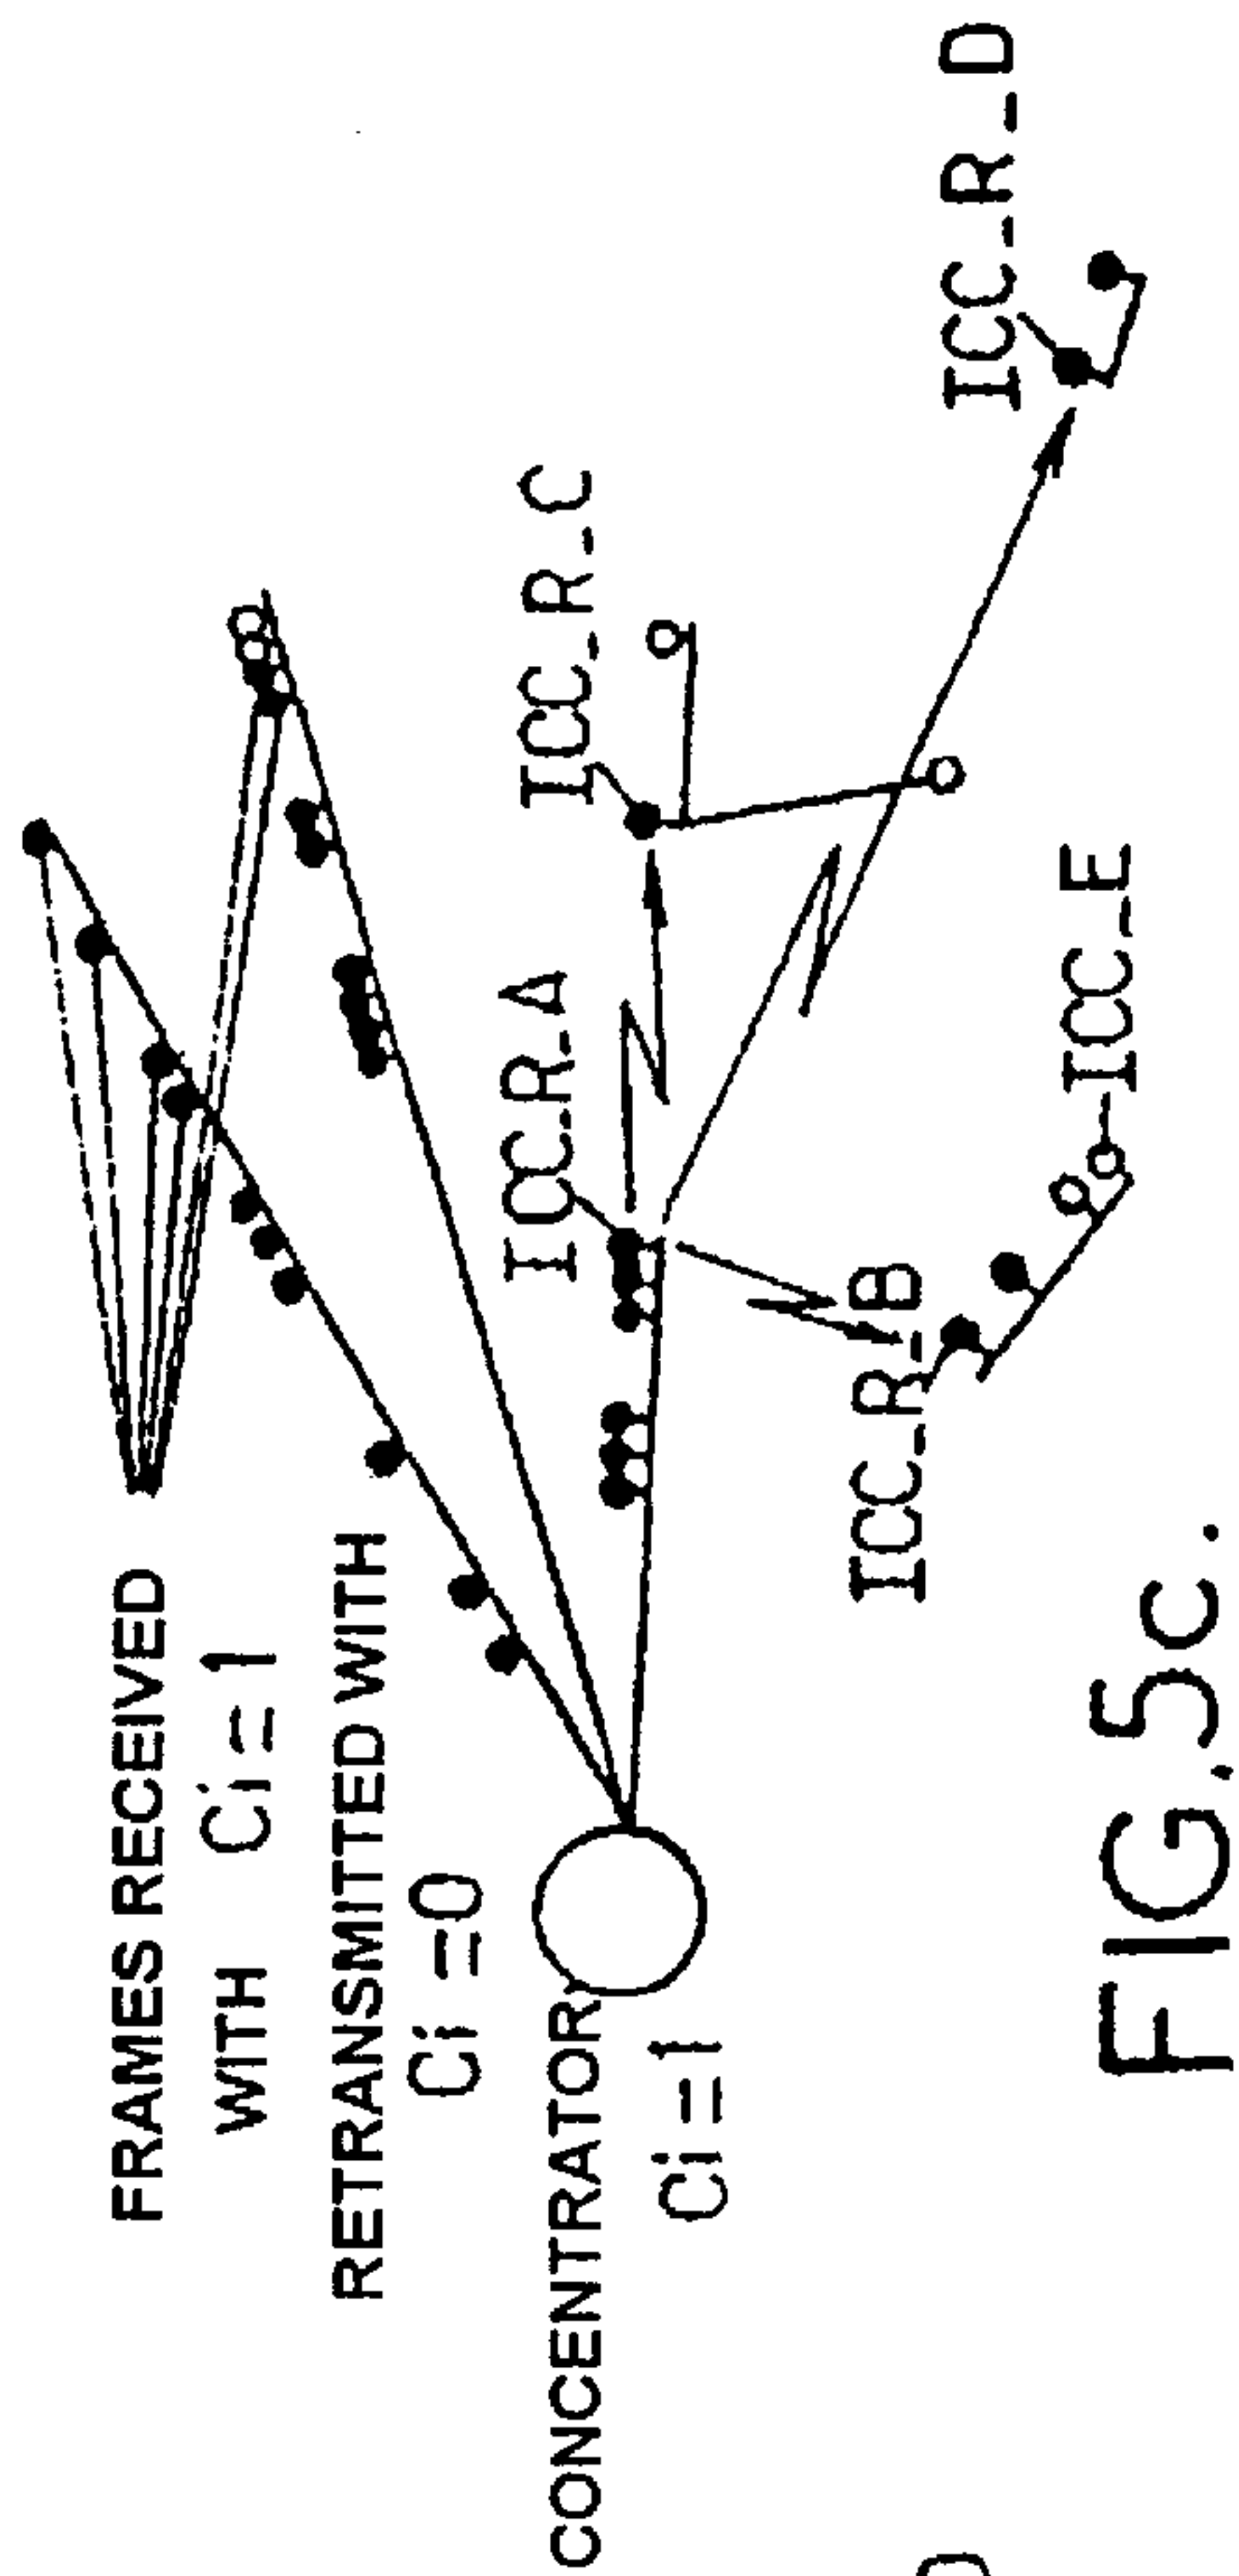 FRAMES RECEIVED
WITH Ci=1
RETRANSMITTED WITH
Ci=0
CONCENTRATOR
Ci=1
ICC_R_A
ICC_R_C
ICC_R_D
ICC_R_B
ICC_E
FIG.5c.